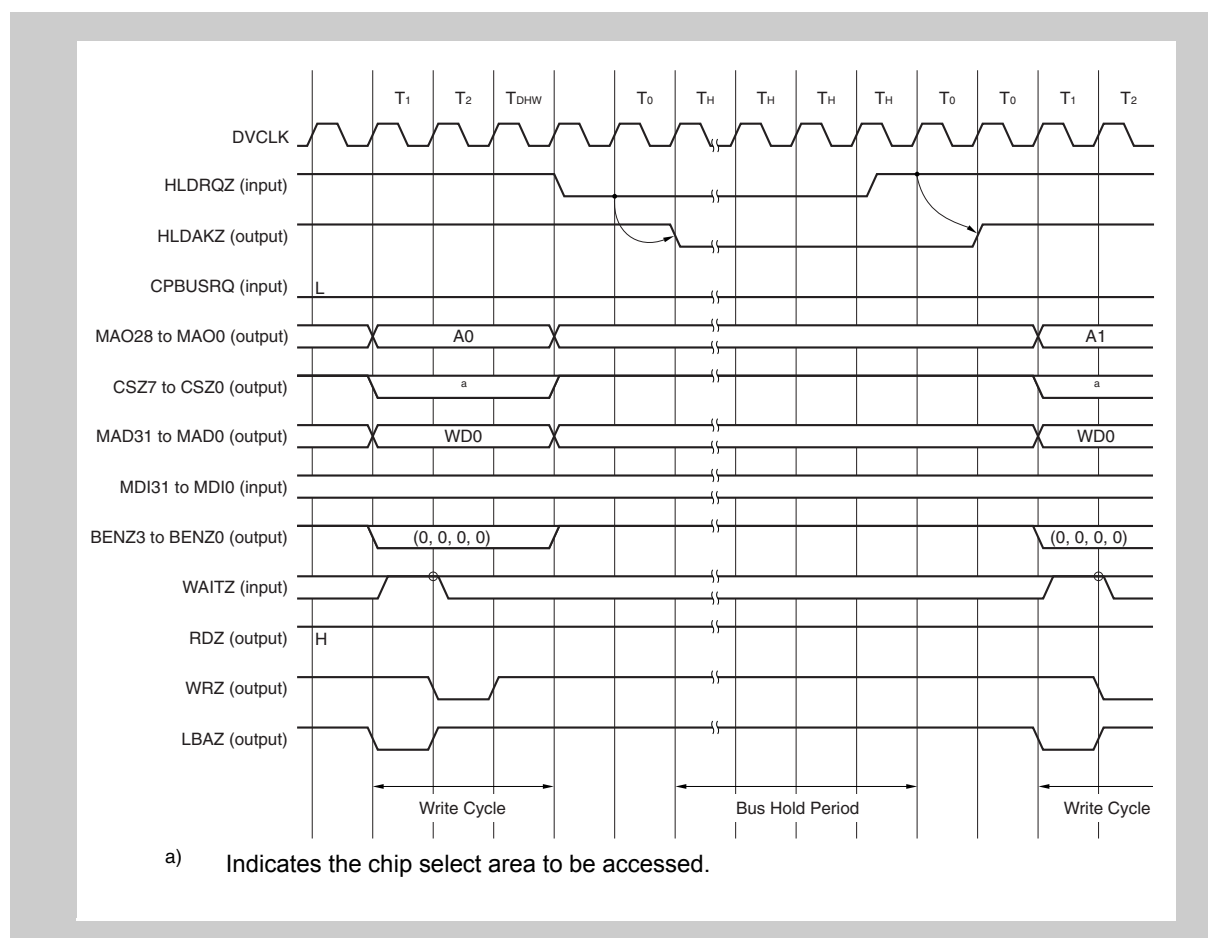 T1 T2 TDHW T0 TH TH TH TH T0 T0 T1 T2
DVCLK
HLDRQZ (input)
HLDAKZ (output)
CPBUSRQ (input) L
MAO28 to MAO0 (output) A0 A1
CSZ7 to CSZ0 (output) a a
MAD31 to MAD0 (output) WD0 WD0
MDI31 to MDI0 (input)
BENZ3 to BENZ0 (output) (0, 0, 0, 0) (0, 0, 0, 0)
WAITZ (input)
RDZ (output) H
WRZ (output)
LBAZ (output)
Write Cycle Bus Hold Period Write Cycle
a) Indicates the chip select area to be accessed.